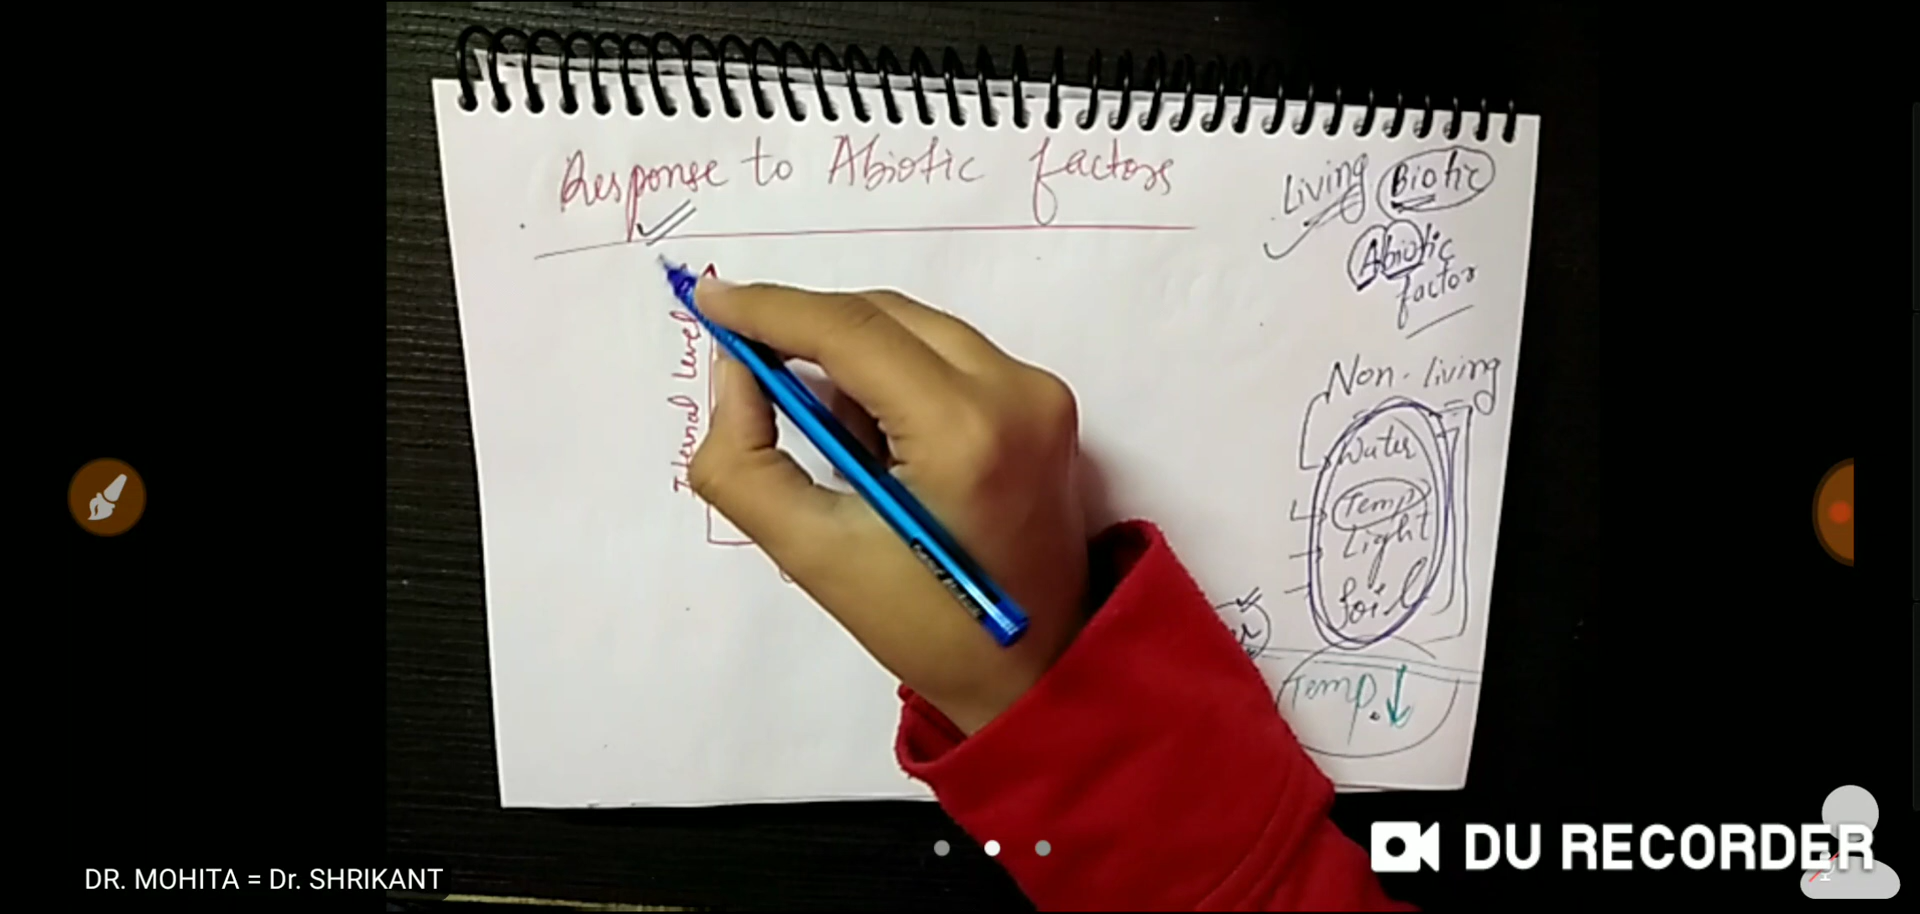 Response to Abiotic factors
Living Biotic
Abiotic
factor
Internal Level
Non-living
Water
Temp
Light
Soil
Temp.
DU RECORDER
DR. MOHITA = Dr. SHRIKANT